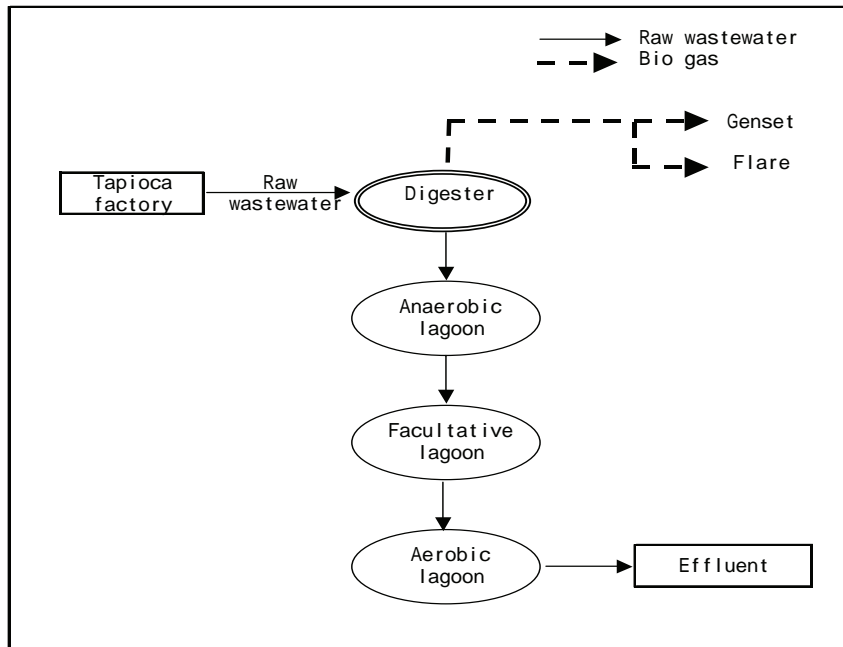 Raw wastewater
Bio gas
Genset
Flare
Tapioca
factory
Raw
wastewater
Digester
Anaerobic
lagoon
Facultative
lagoon
Aerobic
lagoon
Effluent